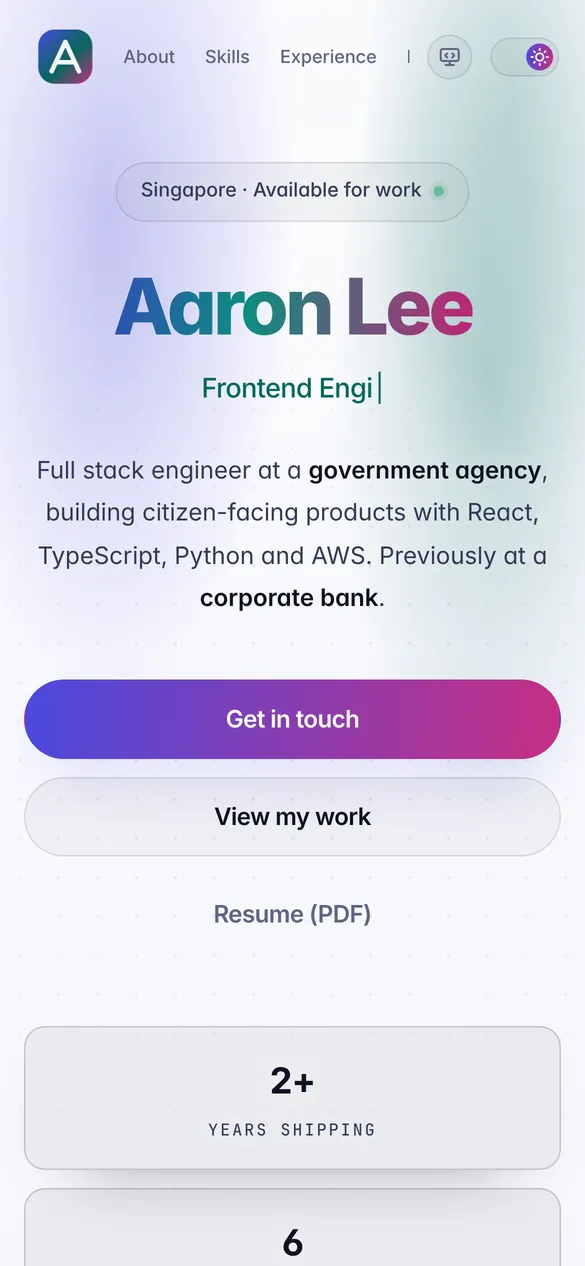 A
About Skills Experience
Singapore · Available for work
Aaron Lee
Frontend Engi
Full stack engineer at a government agency,
building citizen-facing products with React,
TypeScript, Python and AWS. Previously at a
corporate bank.
Get in touch
View my work
Resume (PDF)
2+
YEARS SHIPPING
6